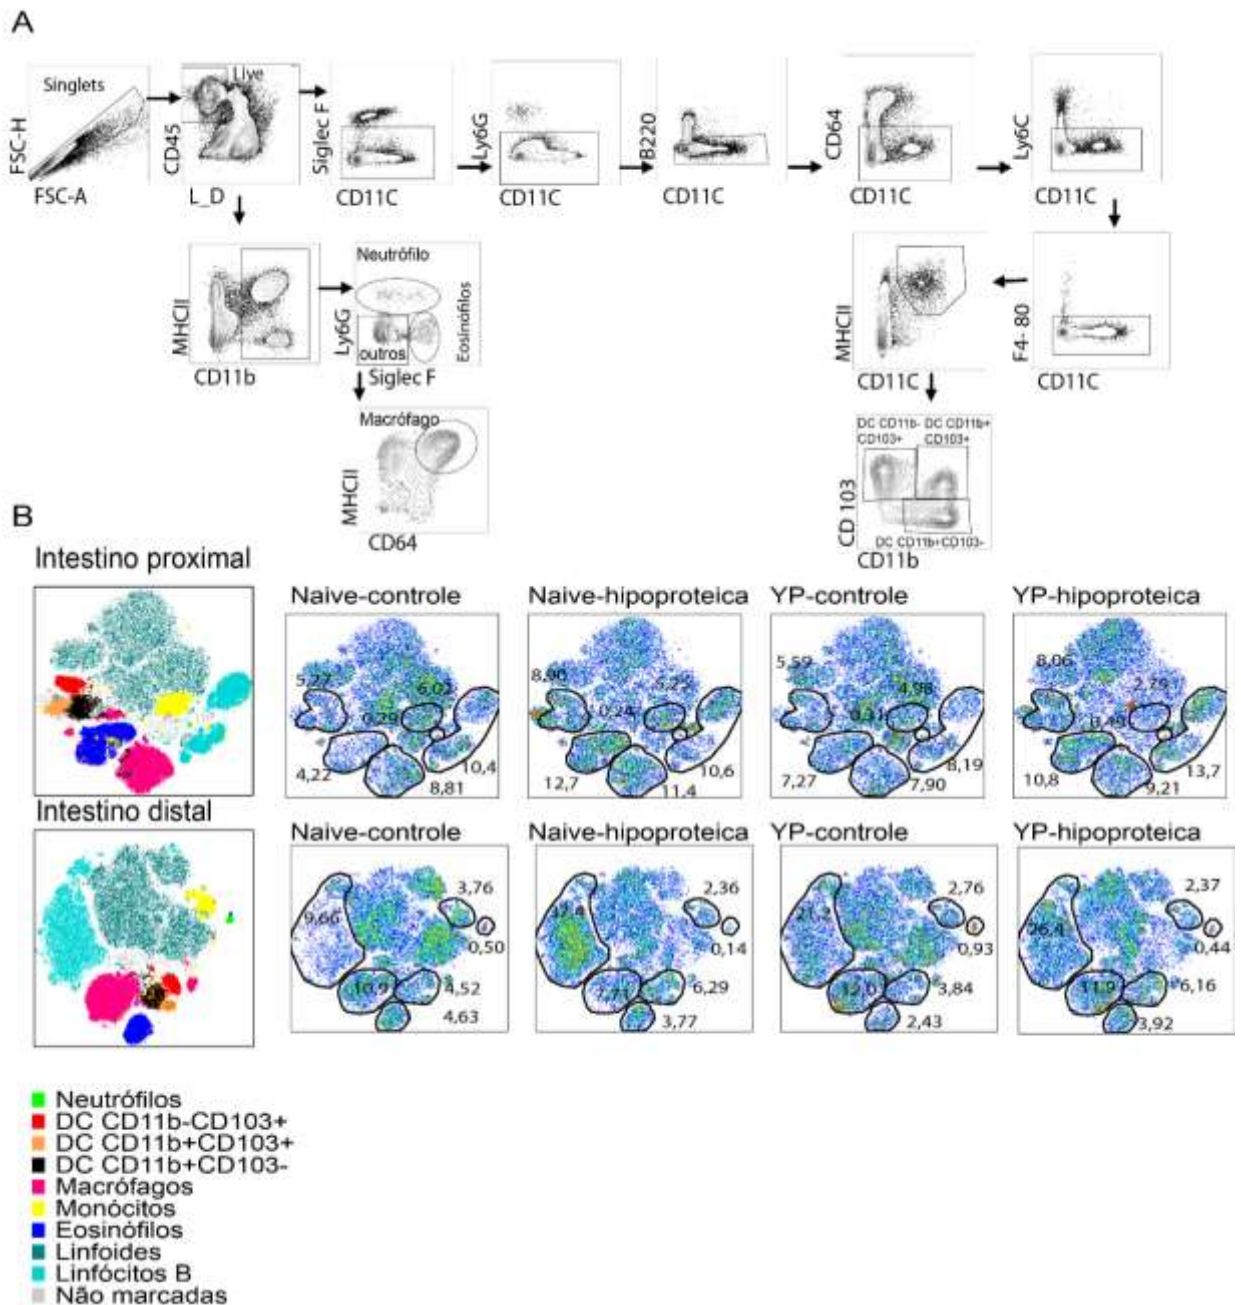 A
Singlets
FSC-H
FSC-A
Live
CD45
L_D
Siglec F
CD11C
Ly6G
CD11C
B220
CD11C
CD64
CD11C
Ly6C
CD11C
MHCII
CD11b
Neutrófilo
Ly6G
outros
Eosinófilos
Siglec F
MHCII
CD11C
F4- 80
CD11C
Macrófago
MHCII
CD64
DC CD11b- DC CD11b+
CD103+ CD103+
CD 103
DC CD11b+CD103-
CD11b
B
Intestino proximal
Naive-controle
5,27
6,02
0,29
4,22
8,81
10,4
Naive-hipoproteica
8,90
0,24
12,7
11,4
10,6
YP-controle
5,59
4,98
7,27
7,90
8,19
YP-hipoproteica
8,06
10,8
9,21
13,7
Intestino distal
Naive-controle
9,66
3,76
0,50
10,9
4,52
4,63
Naive-hipoproteica
2,36
0,14
7,71
6,29
3,77
YP-controle
2,76
0,93
12,0
3,84
2,43
YP-hipoproteica
26,4
2,37
0,44
11,9
6,16
3,92
Neutrófilos
DC CD11b-CD103+
DC CD11b+CD103+
DC CD11b+CD103-
Macrófagos
Monócitos
Eosinófilos
Linfoides
Linfócitos B
Não marcadas